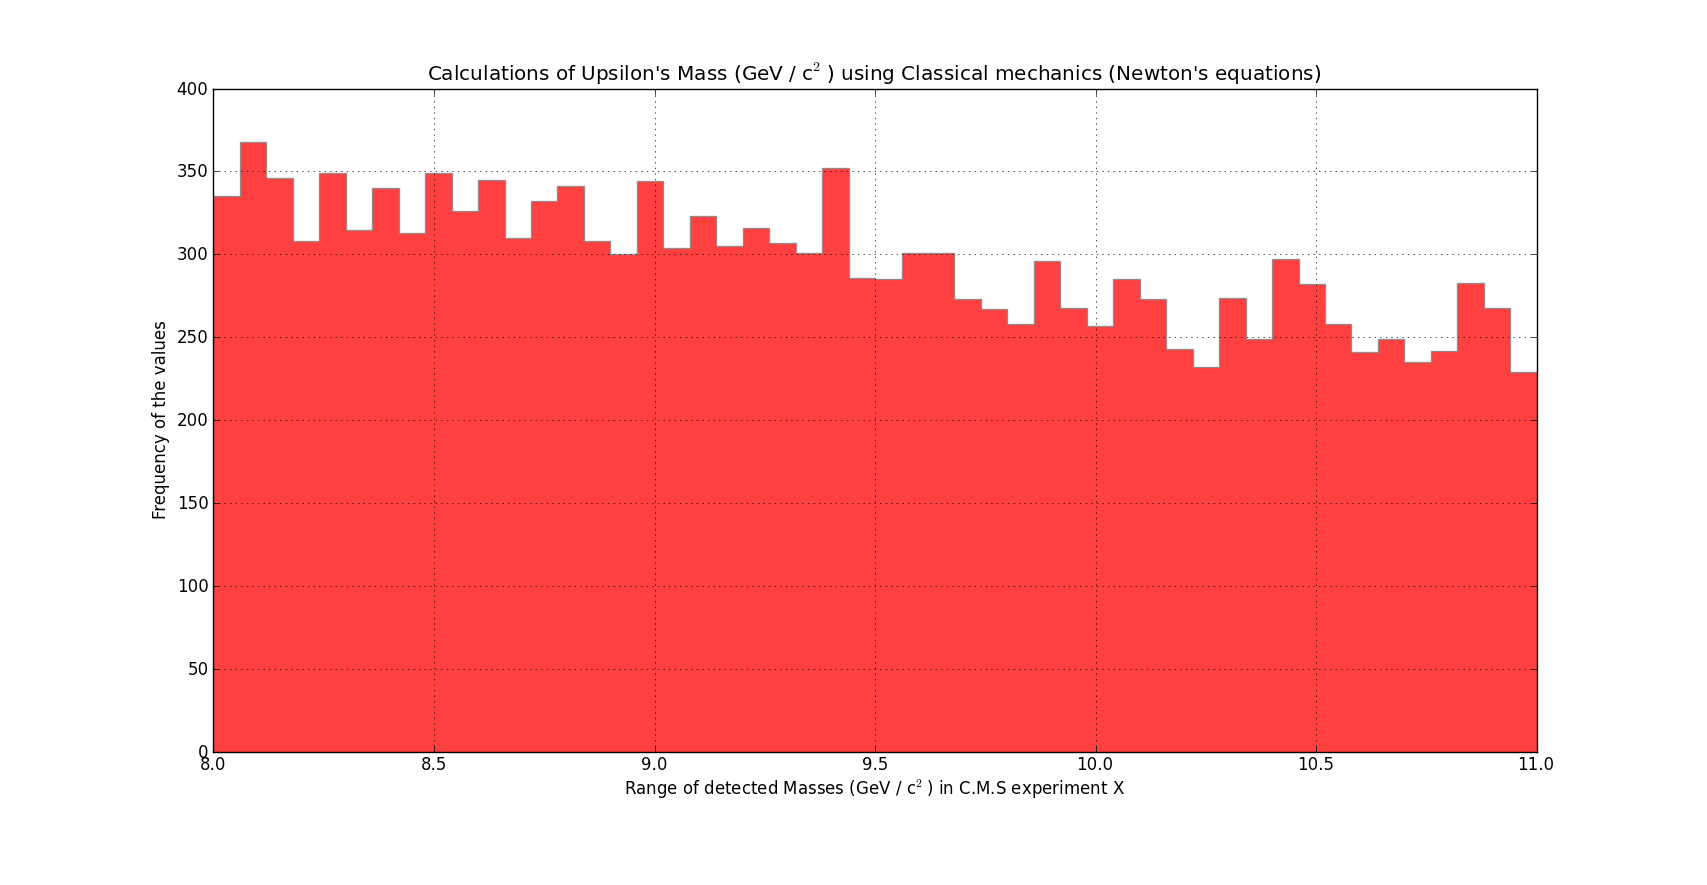 Calculations of Upsilon's Mass (GeV / c² ) using Classical mechanics (Newton's equations)
400
350
300
250
200
150
100
50
0
Frequency of the values
8.0 8.5 9.0 9.5 10.0 10.5 11.0
Range of detected Masses (GeV / c² ) in C.M.S experiment X